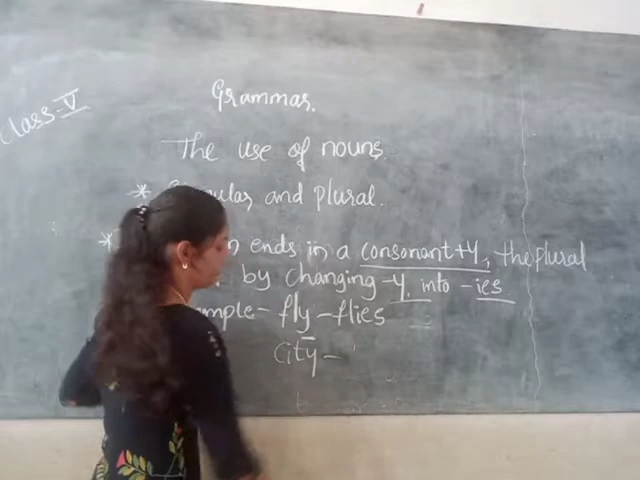 Class-V
Grammar.
The use of nouns.
* and plural.
* ends in a consonant+y, the plural
by changing -y, into -ies
fly - flies
City -